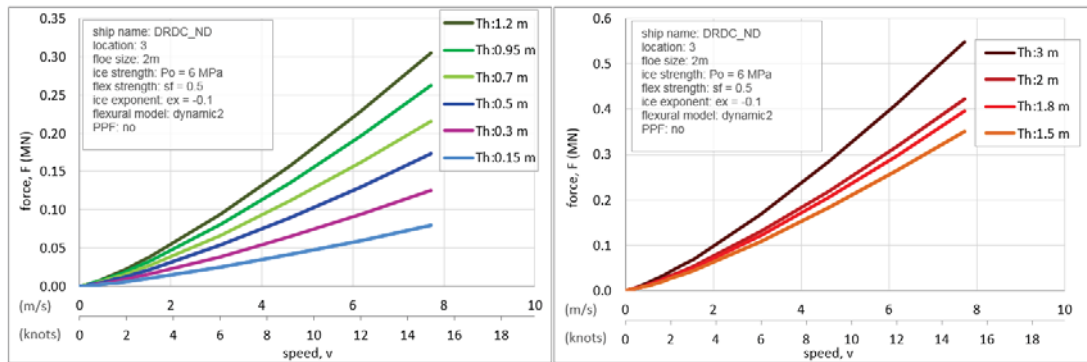 0.35
0.30
0.25
0.20
0.15
0.10
0.05
0.00
force, F (MN)
ship name: DRDC_ND
location: 3
floe size: 2m
ice strength: Po = 6 MPa
flex strength: sf = 0.5
ice exponent: ex = -0.1
flexural model: dynamic2
PPF: no
Th:1.2 m
Th:0.95 m
Th:0.7 m
Th:0.5 m
Th:0.3 m
Th:0.15 m
(m/s) 0 2 4 6 8 10
(knots) 0 2 4 6 8 10 12 14 16 18
speed, v
0.6
0.5
0.4
0.3
0.2
0.1
0.0
force, F (MN)
ship name: DRDC_ND
location: 3
floe size: 2m
ice strength: Po = 6 MPa
flex strength: sf = 0.5
ice exponent: ex = -0.1
flexural model: dynamic2
PPF: no
Th:3 m
Th:2 m
Th:1.8 m
Th:1.5 m
(m/s) 0 2 4 6 8 10
(knots) 0 2 4 6 8 10 12 14 16 18
speed, v